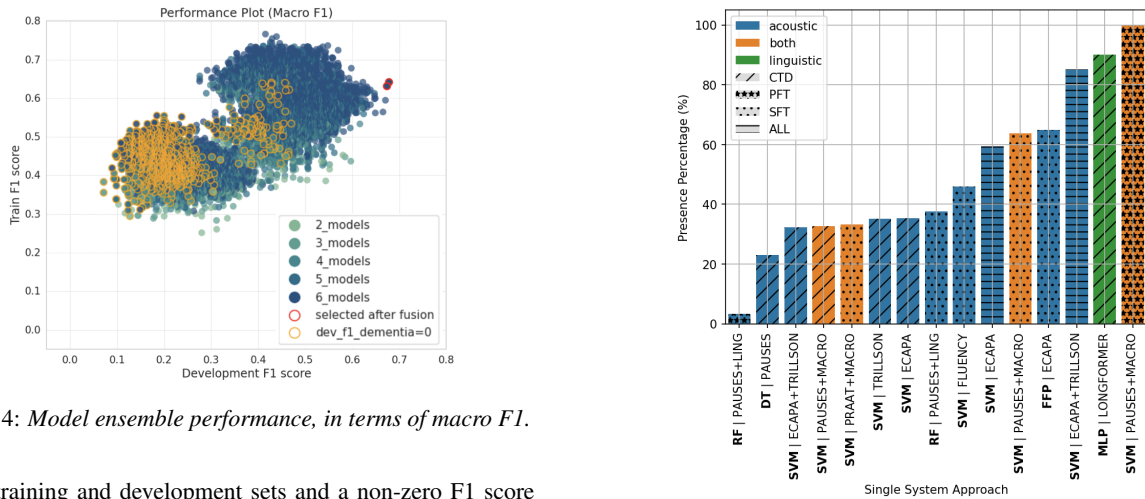 Performance Plot (Macro F1)
0.8
0.7
0.6
0.5
0.4
0.3
0.2
0.1
0.0
Train F1 score
2_models
3_models
4_models
5_models
6_models
selected after fusion
dev_f1_dementia=0
0.0 0.1 0.2 0.3 0.4 0.5 0.6 0.7 0.8
Development F1 score
4: Model ensemble performance, in terms of macro F1.
training and development sets and a non-zero F1 score
100
80
60
40
20
0
Presence Percentage (%)
acoustic
both
linguistic
CTD
PFT
SFT
ALL
RF | PAUSES+LING
DT | PAUSES
SVM | ECAPA+TRILLSON
SVM | PAUSES+MACRO
SVM | PRAAT+MACRO
SVM | TRILLSON
SVM | ECAPA
RF | PAUSES+LING
SVM | FLUENCY
SVM | ECAPA
SVM | PAUSES+MACRO
FFP | ECAPA
SVM | ECAPA+TRILLSON
MLP | LONGFORMER
SVM | PAUSES+MACRO
Single System Approach